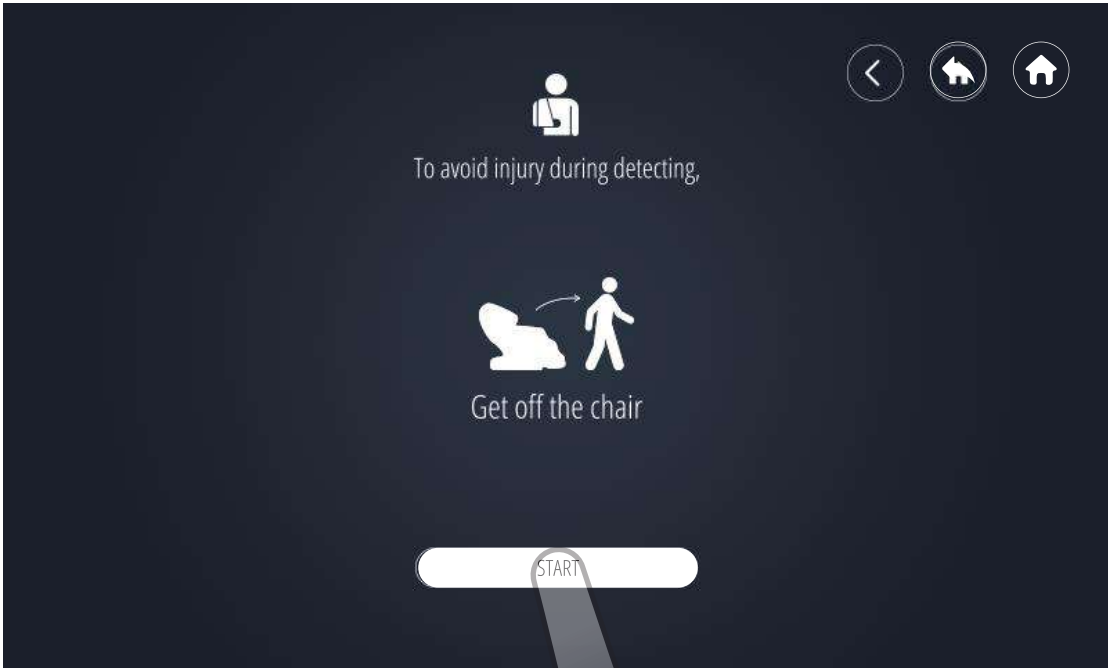 To avoid injury during detecting,
Get off the chair
START